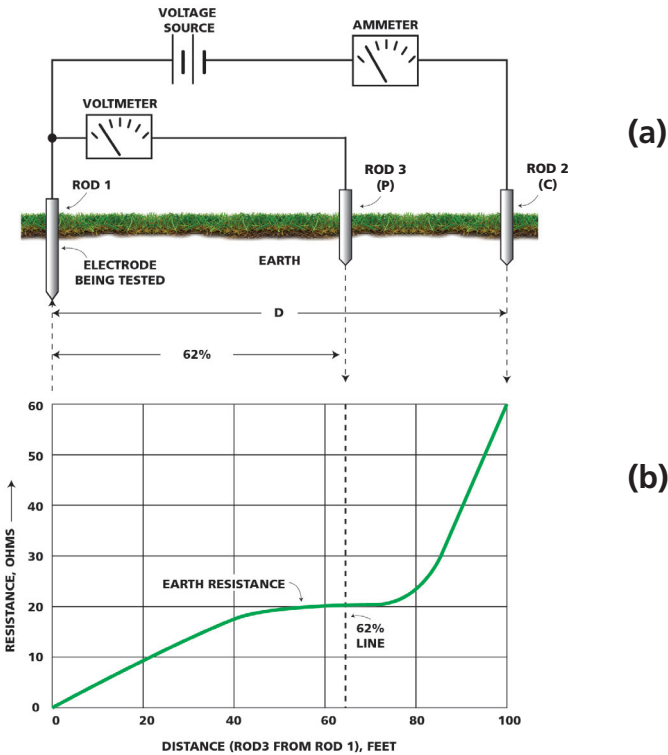 VOLTAGE
SOURCE
AMMETER
VOLTMETER
(a)
ROD 1
ROD 3
(P)
ROD 2
(C)
ELECTRODE
BEING TESTED
EARTH
D
62%
60
50
40
30
20
10
0
RESISTANCE, OHMS
(b)
EARTH RESISTANCE
62%
LINE
0 20 40 60 80 100
DISTANCE (ROD3 FROM ROD 1), FEET